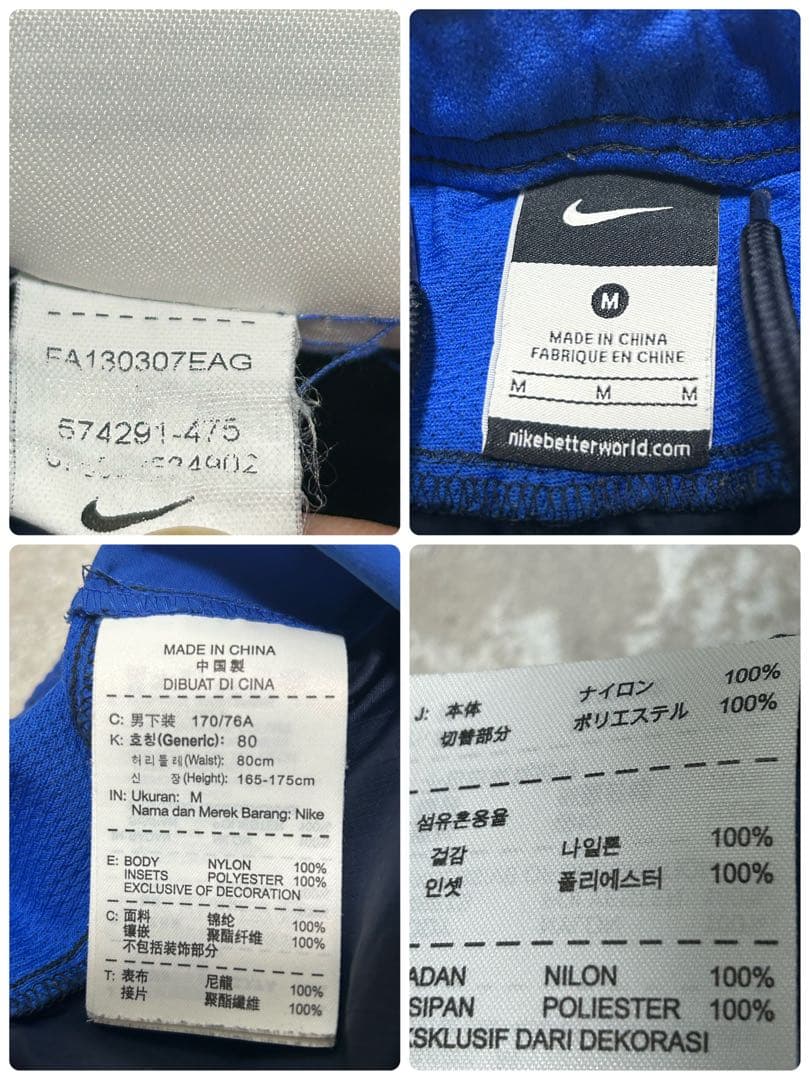 FA130307EAG
574291-475
M
MADE IN CHINA
FABRIQUE EN CHINE
M M M
nikebetterworld.com
MADE IN CHINA
中国製
DIBUAT DI CINA
C: 男下装 170/76A
K: 호칭(Generic): 80
허리둘레(Waist): 80cm
신 장(Height): 165-175cm
IN: Ukuran: M
Nama dan Merek Barang: Nike
E: BODY NYLON 100%
INSETS POLYESTER 100%
EXCLUSIVE OF DECORATION
C: 面料 锦纶 100%
镶嵌 聚酯纤维 100%
不包括装饰部分
T: 表布 尼龍 100%
接片 聚酯纖維 100%
J: 本体 ナイロン 100%
切替部分 ポリエステル 100%
섬유혼용율
겉감 나일론 100%
인셋 폴리에스터 100%
ADAN NILON 100%
SIPAN POLIESTER 100%
KSKLUSIF DARI DEKORASI